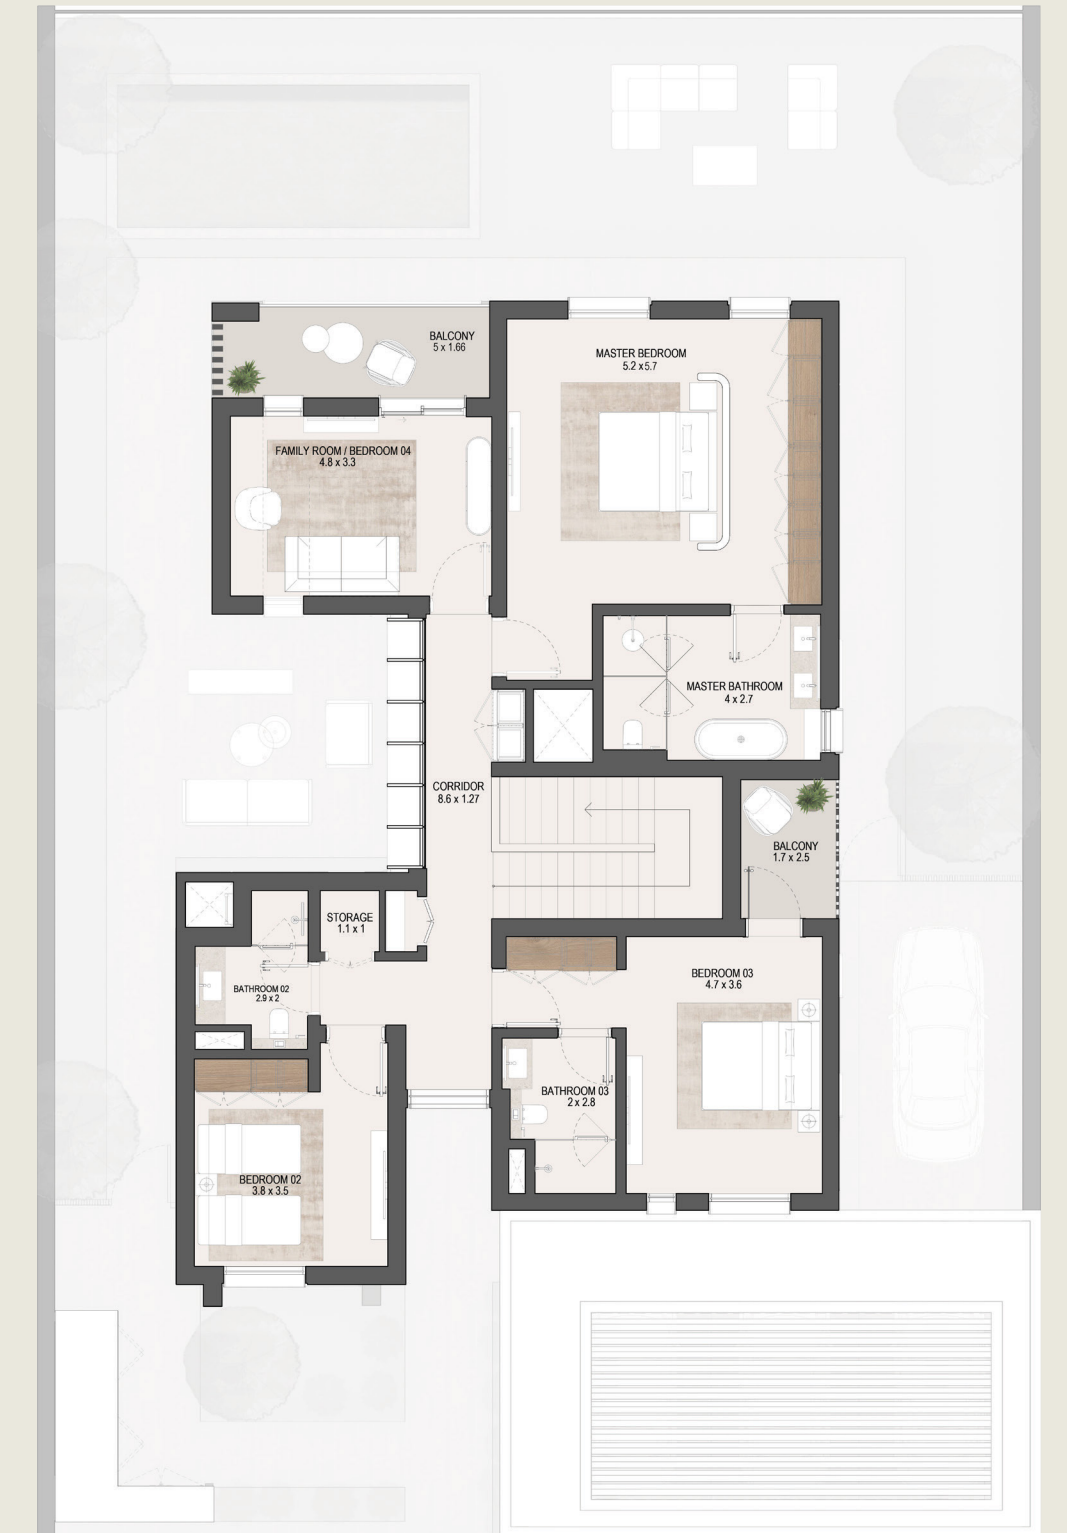 BALCONY
5 x 1.66
MASTER BEDROOM
5.2 x 5.7
FAMILY ROOM / BEDROOM 04
4.8 x 3.3
MASTER BATHROOM
4 x 2.7
CORRIDOR
8.6 x 1.27
BALCONY
1.7 x 2.5
STORAGE
1.1 x 1
BATHROOM 02
2.9 x 2
BEDROOM 03
4.7 x 3.6
BATHROOM 03
2 x 2.8
BEDROOM 02
3.8 x 3.5